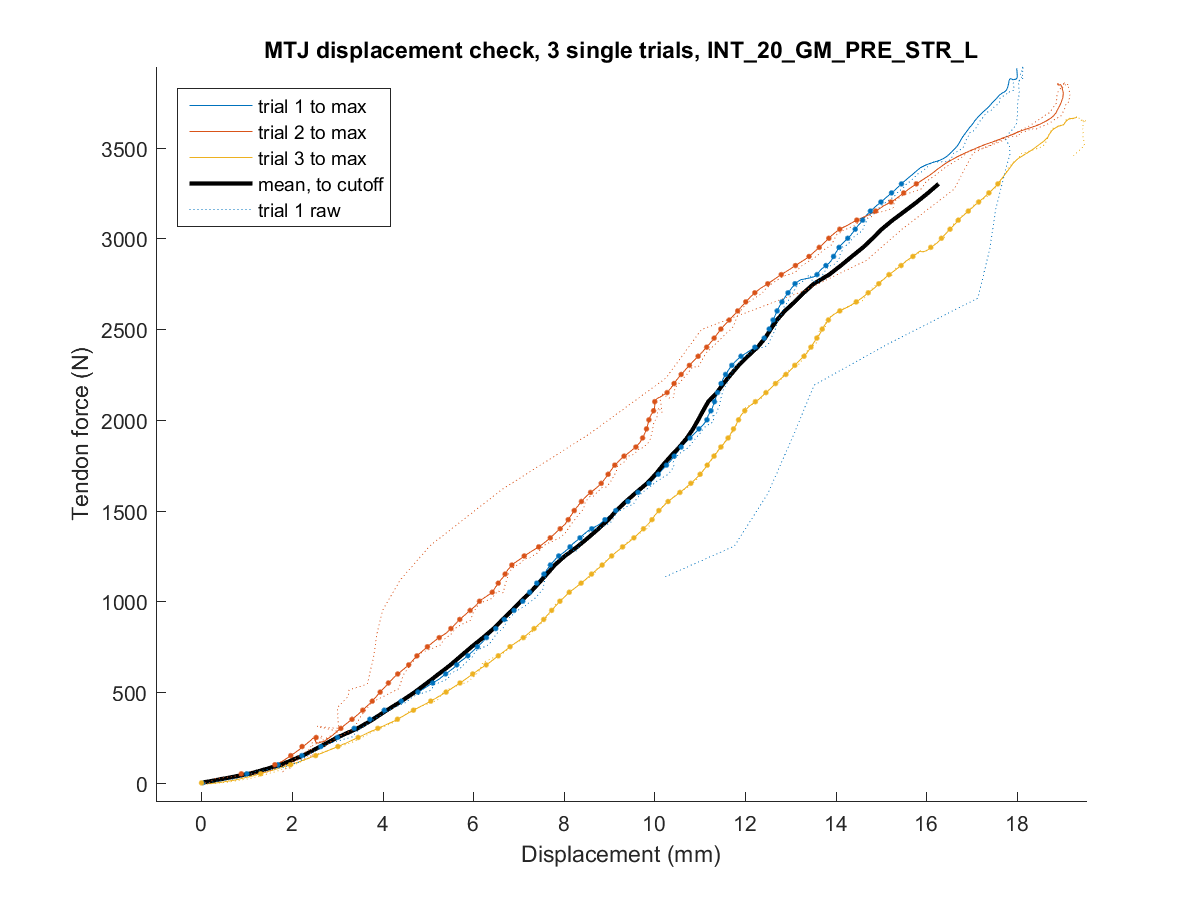 MTJ displacement check, 3 single trials, INT_20_GM_PRE_STR_L
trial 1 to max
trial 2 to max
trial 3 to max
mean, to cutoff
trial 1 raw
3500
3000
2500
2000
1500
1000
500
0
Tendon force (N)
0 2 4 6 8 10 12 14 16 18
Displacement (mm)